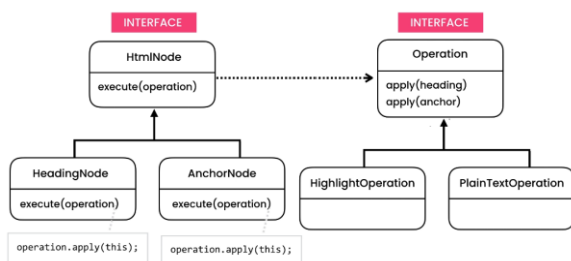 INTERFACE
INTERFACE
HtmlNode
execute(operation)
Operation
apply(heading)
apply(anchor)
HeadingNode
execute(operation)
AnchorNode
execute(operation)
HighlightOperation
PlainTextOperation
operation.apply(this);
operation.apply(this);